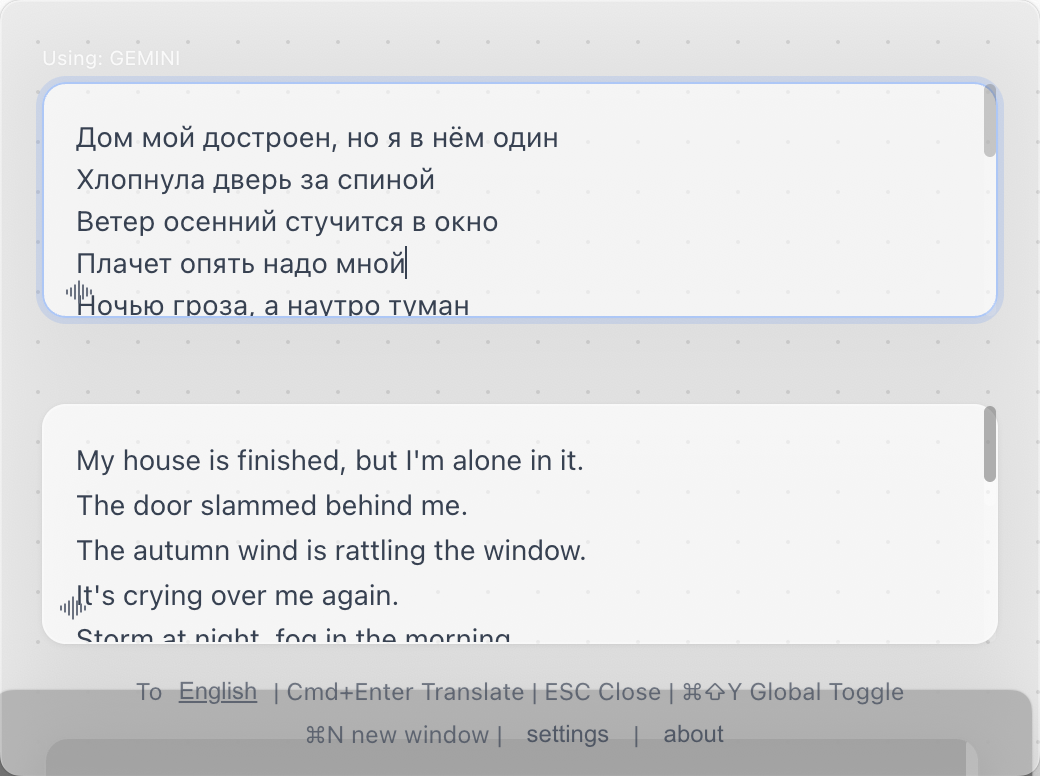 Using: GEMINI
Дом мой достроен, но я в нём один
Хлопнула дверь за спиной
Ветер осенний стучится в окно
Плачет опять надо мной
Ночью гроза, а наутро туман
My house is finished, but I'm alone in it.
The door slammed behind me.
The autumn wind is rattling the window.
It's crying over me again.
Storm at night, fog in the morning
To English | Cmd+Enter Translate | ESC Close | ⌘⇧Y Global Toggle
⌘N new window | settings | about